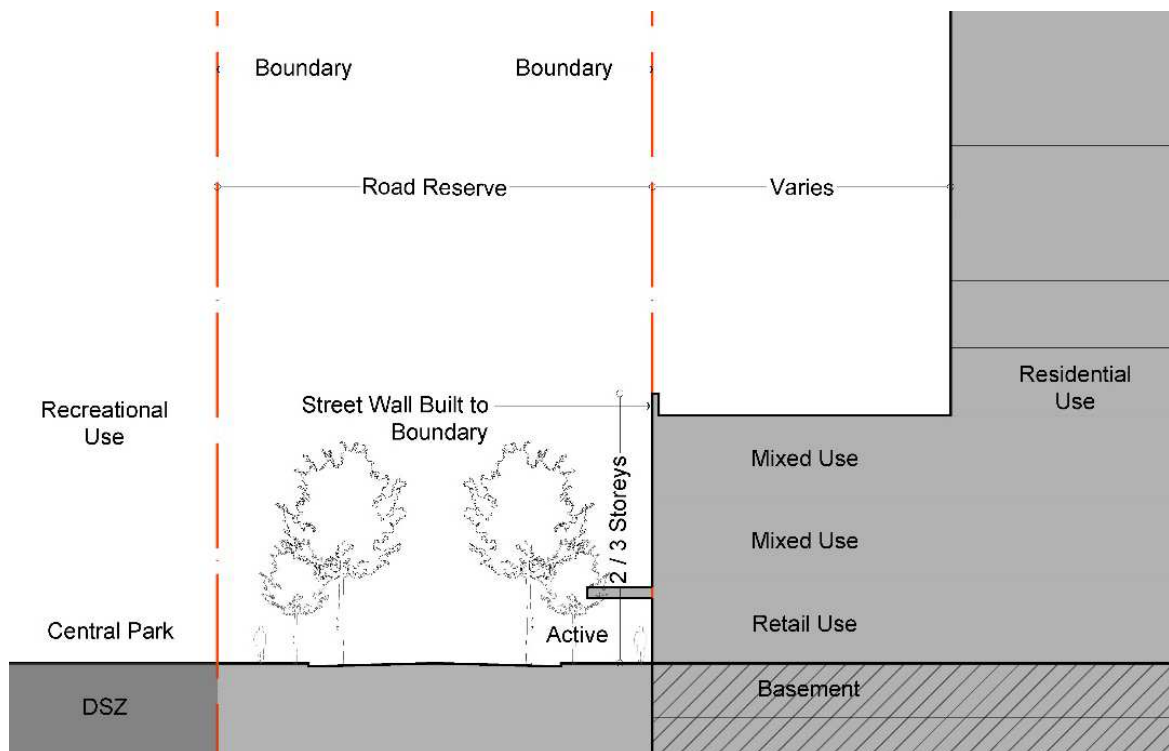 Boundary
Boundary
Road Reserve
Varies
Recreational
Use
Street Wall Built to
Boundary
Residential
Use
2 / 3 Storeys
Mixed Use
Mixed Use
Central Park
Active
Retail Use
DSZ
Basement